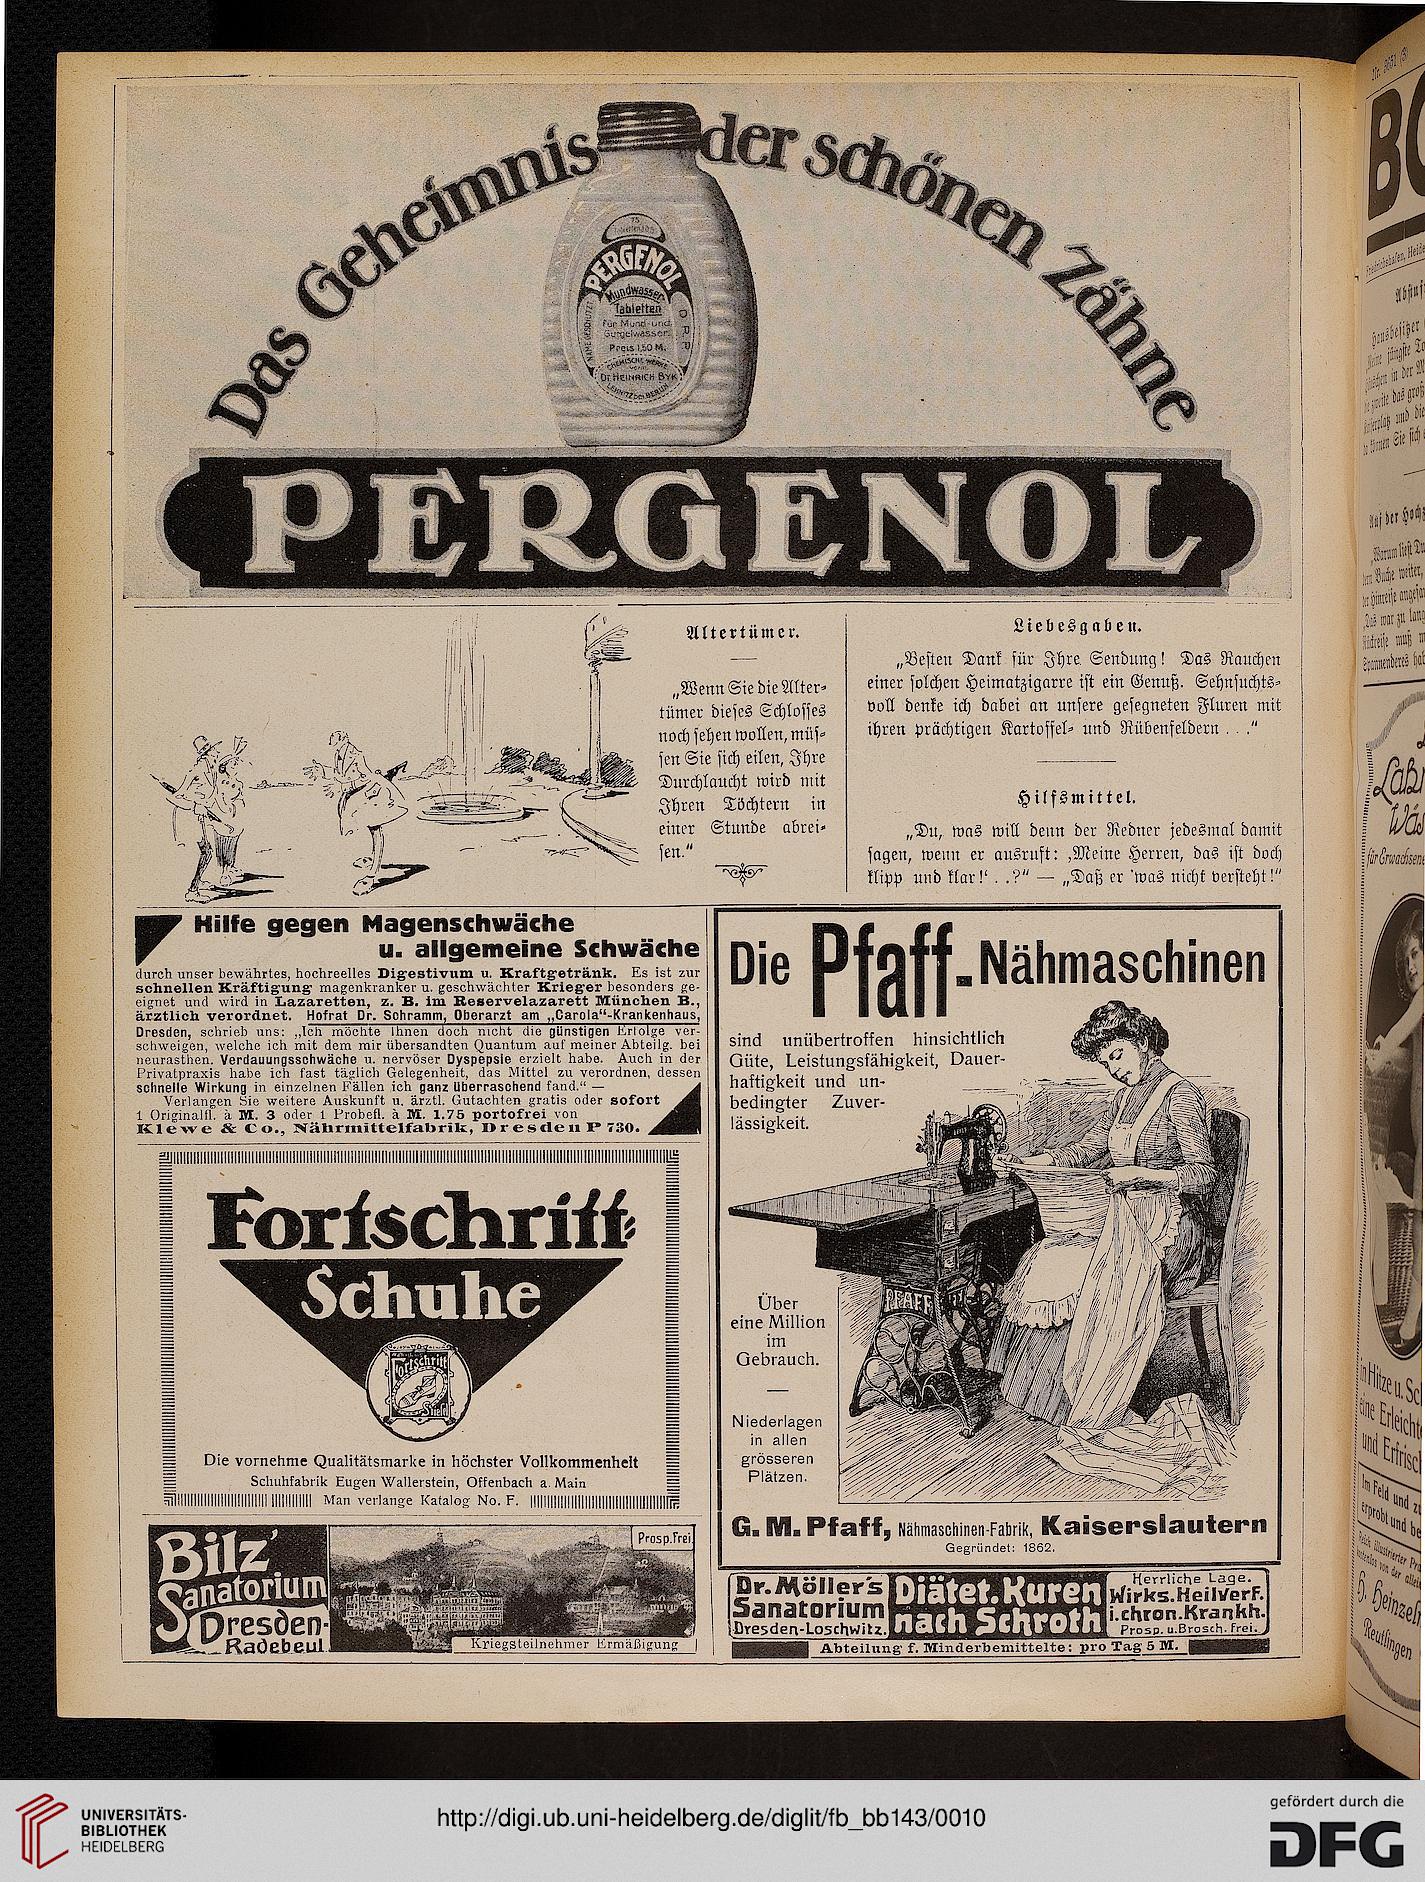 Das Geheimnis der schönen Zähne
PERGENOL
Mundwasser-
Tabletten
für Mund- und
Gurgelwasser.
Preis 1,50 M.
NAME GESCHÜTZT
D R P
CHEMISCHE WERKE
Dr HEINRICH BYK
LEHNITZ bei BERLIN
PERGENOL
Altertümer.
„Wenn Sie die Alter-
tümer dieses Schlosses
noch sehen wollen, müs-
sen Sie sich eilen, Ihre
Durchlaucht wird mit
Ihren Töchtern in
einer Stunde abrei-
sen.“
Liebesgaben.
„Besten Dank für Ihre Sendung! Das Rauchen
einer solchen Heimatzigarre ist ein Genuß. Sehnsuchts-
voll denke ich dabei an unsere gesegneten Fluren mit
ihren prächtigen Kartoffel- und Rübenfeldern . . .“
Hilfsmittel.
„Du, was will denn der Redner jedesmal damit
sagen, wenn er ausruft: ‚Meine Herren, das ist doch
klipp und klar!‘ . .?“ — „Daß er 'was nicht versteht!“
Hilfe gegen Magenschwäche
u. allgemeine Schwäche
durch unser bewährtes, hochreelles Digestivum u. Kraftgetränk. Es ist zur
schnellen Kräftigung magenkranker u. geschwächter Krieger besonders ge-
eignet und wird in Lazaretten, z. B. im Reservelazarett München B.,
ärztlich verordnet. Hofrat Dr. Schramm, Oberarzt am „Carola“-Krankenhaus,
Dresden, schrieb uns: „Ich möchte Ihnen doch nicht die günstigen Erfolge ver-
schweigen, welche ich mit dem mir übersandten Quantum auf meiner Abteilg. bei
neurasthen. Verdauungsschwäche u. nervöser Dyspepsie erzielt habe. Auch in der
Privatpraxis habe ich fast täglich Gelegenheit, das Mittel zu verordnen, dessen
schnelle Wirkung in einzelnen Fällen ich ganz überraschend fand.“ —
Verlangen Sie weitere Auskunft u. ärztl. Gutachten gratis oder sofort
1 Originalfl. à M. 3 oder 1 Probefl. à M. 1.75 portofrei von
Klewe & Co., Nährmittelfabrik, Dresden P 730.
Fortschritt-
Schuhe
Fortschritt
Stiefel
Die vornehme Qualitätsmarke in höchster Vollkommenheit
Schuhfabrik Eugen Wallerstein, Offenbach a. Main
Man verlange Katalog No. F.
Bilz'
Sanatorium
Dresden-
Radebeul
Prosp.frei
Kriegsteilnehmer Ermäßigung
Die Pfaff-Nähmaschinen
sind unübertroffen hinsichtlich
Güte, Leistungsfähigkeit, Dauer-
haftigkeit und un-
bedingter Zuver-
lässigkeit.
PFAFF
Über
eine Million
im
Gebrauch.
Niederlagen
in allen
grösseren
Plätzen.
G. M. Pfaff, Nähmaschinen-Fabrik, Kaiserslautern
Gegründet: 1862.
Dr. Möller's
Sanatorium
Dresden-Loschwitz.
Diätet. Kuren
nach Schroth
Herrliche Lage.
Wirks. Heilverf.
i. chron. Krankh.
Prosp. u. Brosch. frei.
Abteilung f. Minderbemittelte: pro Tag 5 M.
UNIVERSITÄTS-
BIBLIOTHEK
HEIDELBERG
http://digi.ub.uni-heidelberg.de/diglit/fb_bb143/0010
gefördert durch die
DFG